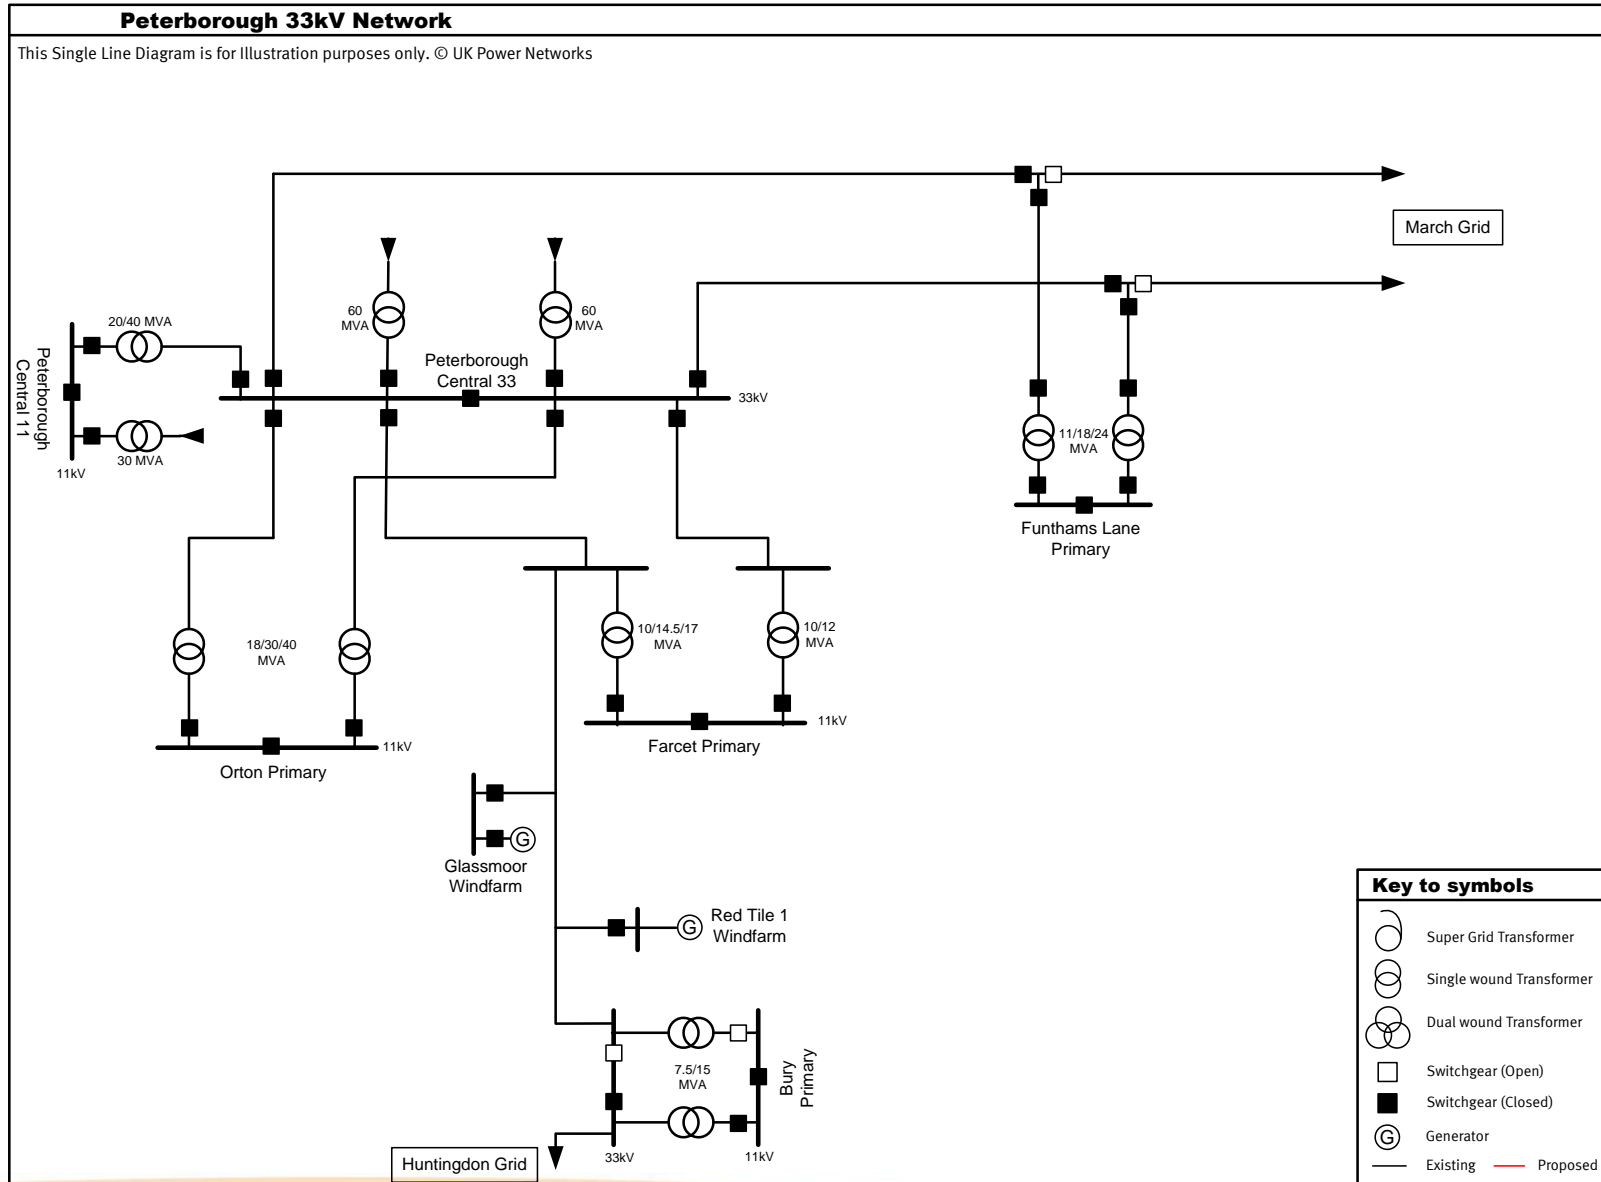 Peterborough 33kV Network
This Single Line Diagram is for Illustration purposes only. © UK Power Networks
March Grid
20/40 MVA
60
MVA
60
MVA
Peterborough
Central 33
33kV
Peterborough
Central 11
30 MVA
11kV
11/18/24
MVA
Funthams Lane
Primary
18/30/40
MVA
10/14.5/17
MVA
10/12
MVA
11kV
Orton Primary
11kV
Farcet Primary
G
Glassmoor
Windfarm
G
Red Tile 1
Windfarm
7.5/15
MVA
Bury
Primary
33kV
11kV
Huntingdon Grid
Key to symbols
Super Grid Transformer
Single wound Transformer
Dual wound Transformer
Switchgear (Open)
Switchgear (Closed)
G Generator
Existing Proposed